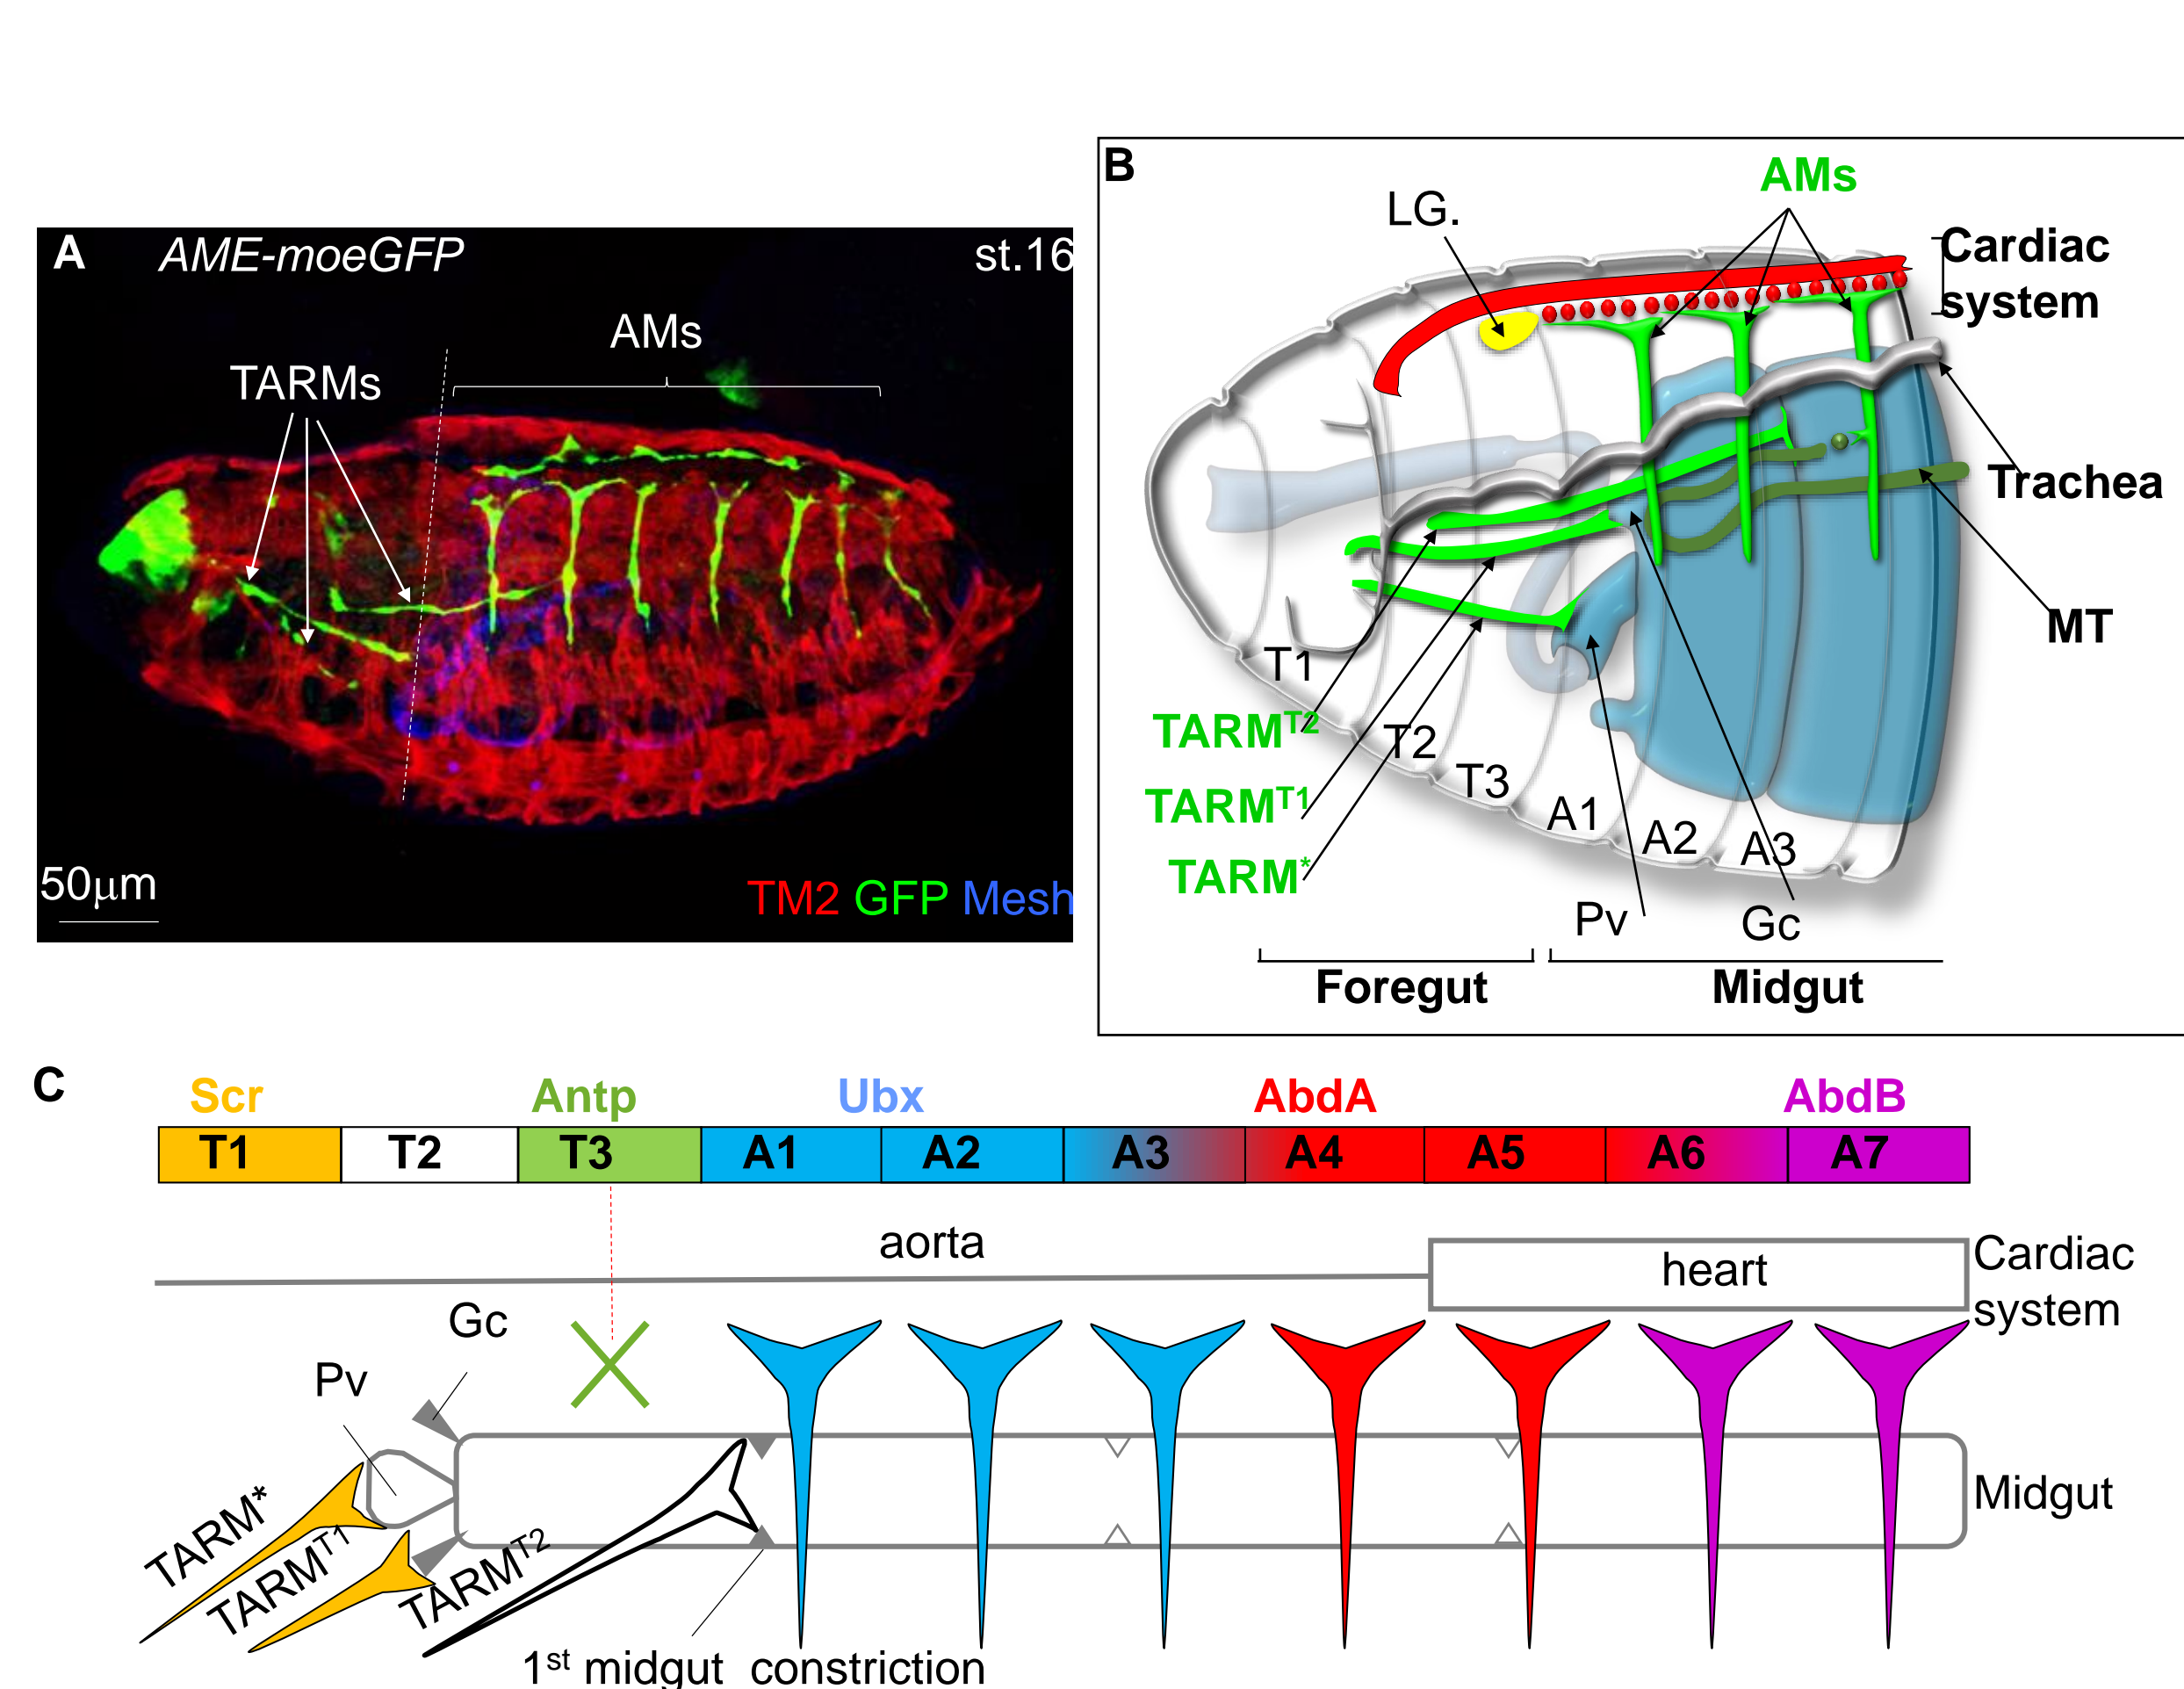 A
AME-moeGFP
st.16
AMs
TARMs
50μm
TM2 GFP Mesh
B
AMs
LG.
Cardiac
system
Trachea
MT
T1
TARMT2
T2
T3
TARMT1
A1
A2
A3
TARM*
Pv
Gc
Foregut
Midgut
C
Scr
Antp
Ubx
AbdA
AbdB
T1
T2
T3
A1
A2
A3
A4
A5
A6
A7
aorta
heart
Cardiac
system
Gc
Pv
TARM*
TARMT1
TARMT2
Midgut
1st midgut constriction